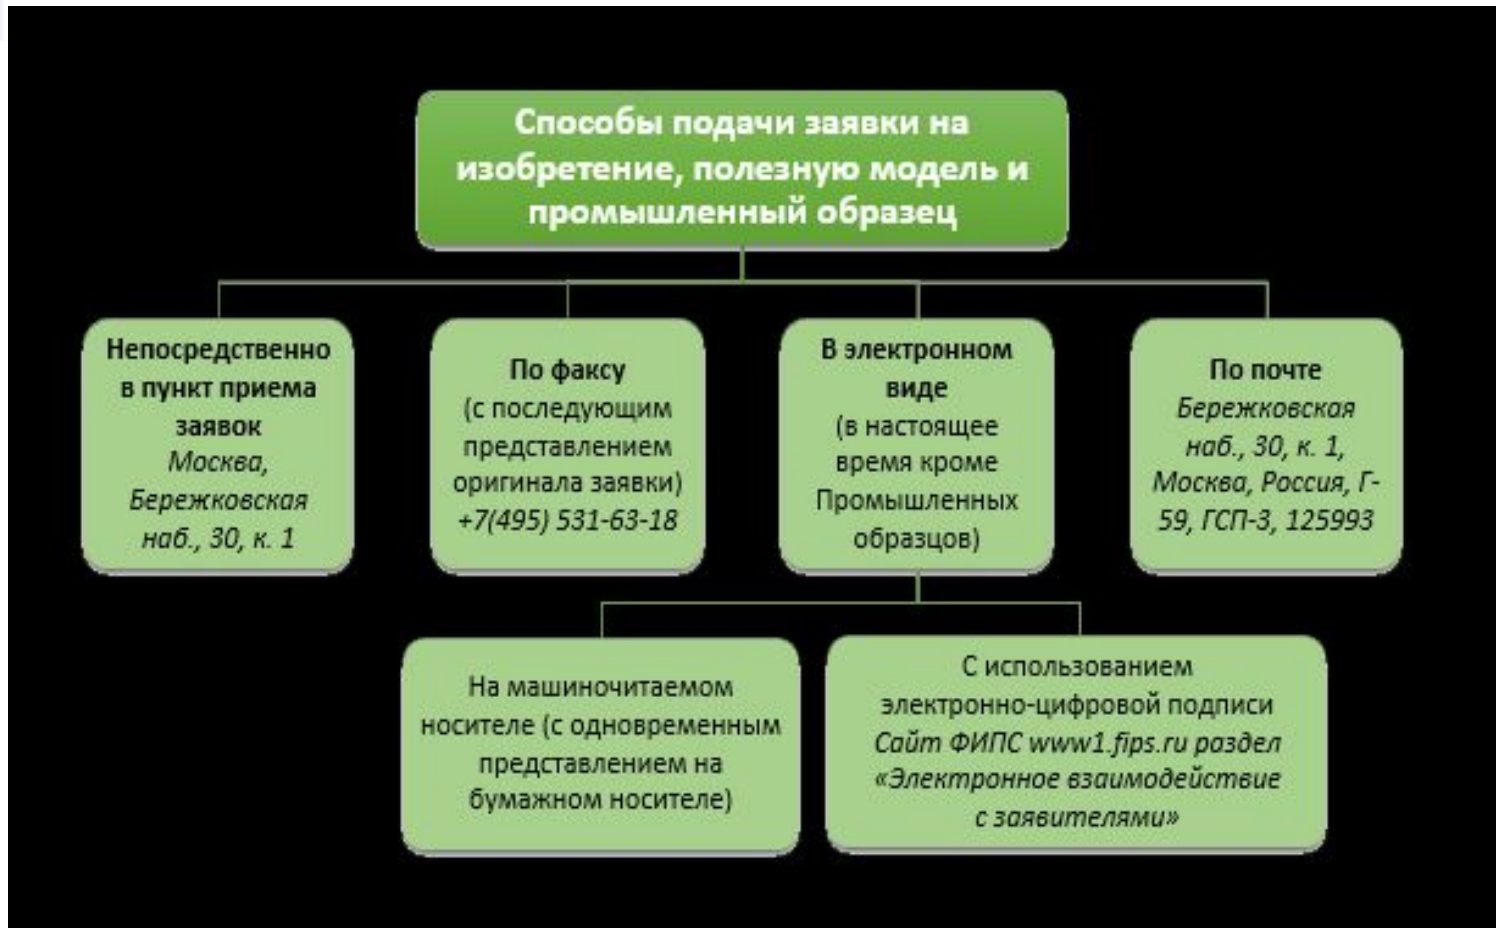 Способы подачи заявки на
изобретение, полезную модель и
промышленный образец
Непосредственно
в пункт приема
заявок
Москва,
Бережковская
наб., 30, к. 1
По факсу
(с последующим
представлением
оригинала заявки)
+7(495) 531-63-18
В электронном
виде
(в настоящее
время кроме
Промышленных
образцов)
По почте
Бережковская
наб., 30, к. 1,
Москва, Россия, Г-
59, ГСП-3, 125993
На машиночитаемом
носителе (с одновременным
представлением на
бумажном носителе)
С использованием
электронно-цифровой подписи
Сайт ФИПС www1.fips.ru раздел
«Электронное взаимодействие
с заявителями»